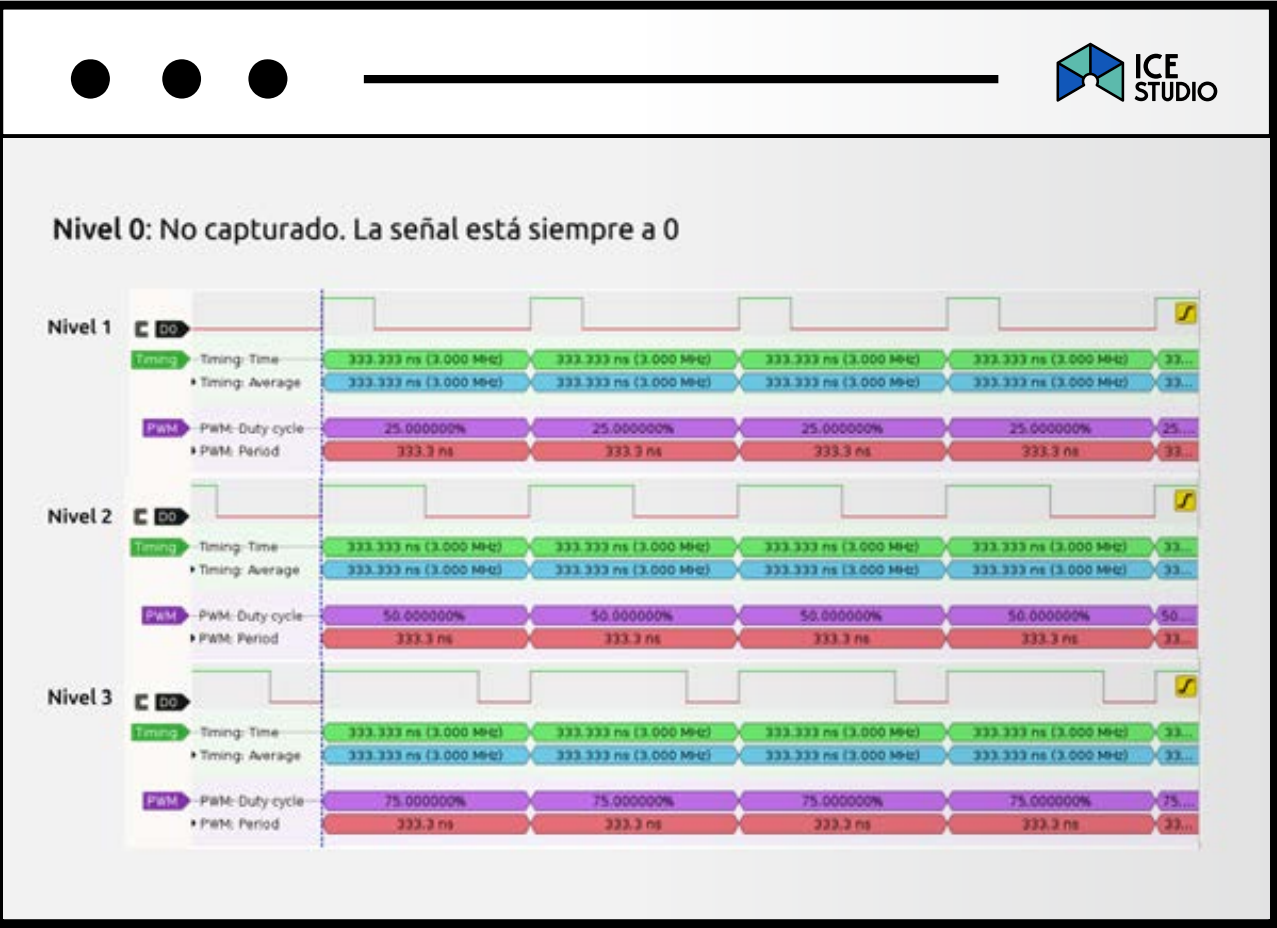 ICE
STUDIO
Nivel 0: No capturado. La señal está siempre a 0
Nivel 1
D0
Timing Timing: Time 333.333 ns (3.000 MHz) 333.333 ns (3.000 MHz) 333.333 ns (3.000 MHz) 333.333 ns (3.000 MHz) 33...
Timing: Average 333.333 ns (3.000 MHz) 333.333 ns (3.000 MHz) 333.333 ns (3.000 MHz) 333.333 ns (3.000 MHz) 33...
PWM PWM: Duty cycle 25.000000% 25.000000% 25.000000% 25.000000% 25....
PWM: Period 333.3 ns 333.3 ns 333.3 ns 333.3 ns 33...
Nivel 2
D0
Timing Timing: Time 333.333 ns (3.000 MHz) 333.333 ns (3.000 MHz) 333.333 ns (3.000 MHz) 333.333 ns (3.000 MHz) 33...
Timing: Average 333.333 ns (3.000 MHz) 333.333 ns (3.000 MHz) 333.333 ns (3.000 MHz) 333.333 ns (3.000 MHz) 33...
PWM PWM: Duty cycle 50.000000% 50.000000% 50.000000% 50.000000% 50....
PWM: Period 333.3 ns 333.3 ns 333.3 ns 333.3 ns 33...
Nivel 3
D0
Timing Timing: Time 333.333 ns (3.000 MHz) 333.333 ns (3.000 MHz) 333.333 ns (3.000 MHz) 333.333 ns (3.000 MHz) 33...
Timing: Average 333.333 ns (3.000 MHz) 333.333 ns (3.000 MHz) 333.333 ns (3.000 MHz) 333.333 ns (3.000 MHz) 33...
PWM PWM: Duty cycle 75.000000% 75.000000% 75.000000% 75.000000% 75....
PWM: Period 333.3 ns 333.3 ns 333.3 ns 333.3 ns 33...